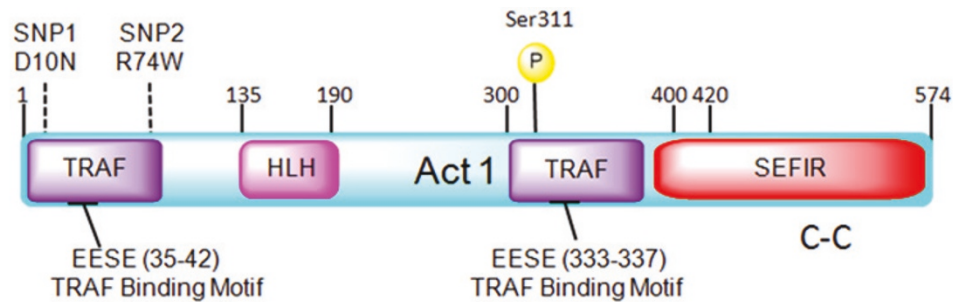 SNP1 SNP2 Ser311
D10N R74W P
1 135 190 300 400 420 574
TRAF HLH Act 1 TRAF SEFIR
C-C
EESE (35-42) EESE (333-337)
TRAF Binding Motif TRAF Binding Motif